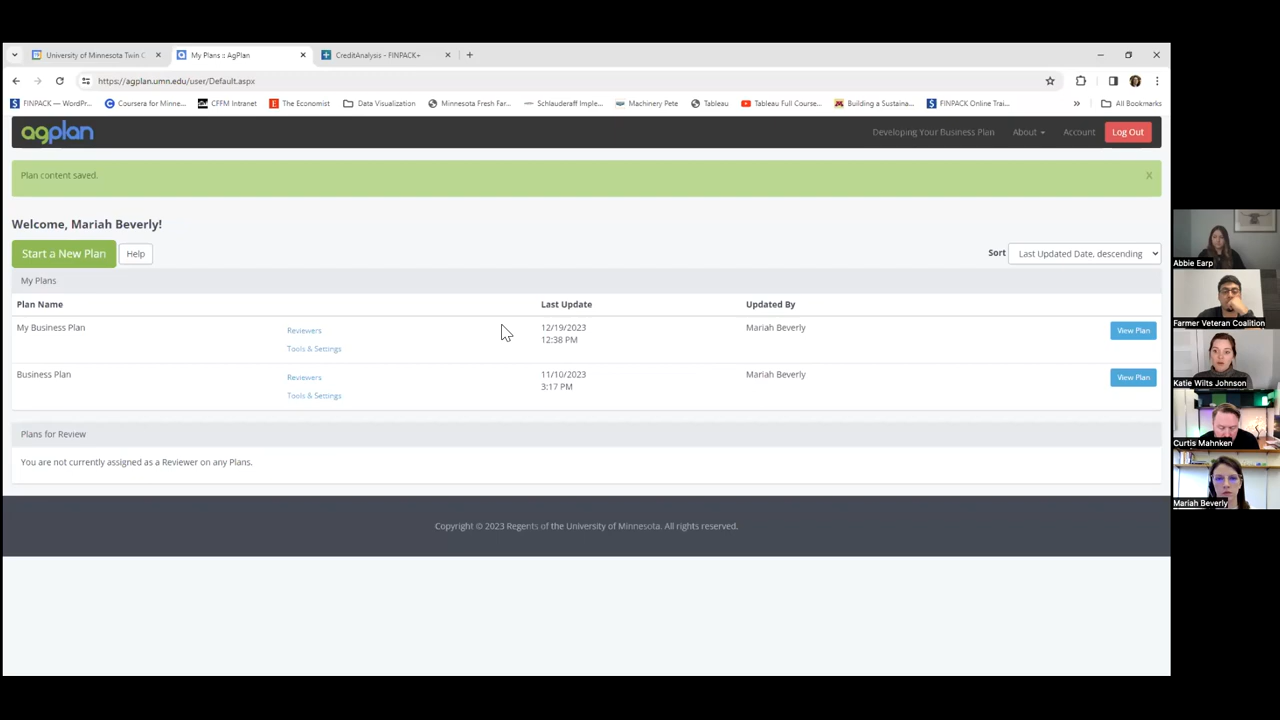 University of Minnesota Twin C
My Plans :: AgPlan
CreditAnalysis - FINPACK+
https://agplan.umn.edu/user/Default.aspx
FINPACK — WordPr...
Coursera for Minne...
CFFM Intranet
The Economist
Data Visualization
Minnesota Fresh Far...
Schlauderaff Imple...
Machinery Pete
Tableau
Tableau Full Course...
Building a Sustaina...
FINPACK Online Trai...
»
All Bookmarks
agplan
Developing Your Business Plan
About
Account
Log Out
Plan content saved.
X
Welcome, Mariah Beverly!
Start a New Plan
Help
Sort
Last Updated Date, descending
My Plans
Plan Name
Last Update
Updated By
My Business Plan
Reviewers
Tools & Settings
12/19/2023
12:38 PM
Mariah Beverly
View Plan
Business Plan
Reviewers
Tools & Settings
11/10/2023
3:17 PM
Mariah Beverly
View Plan
Plans for Review
You are not currently assigned as a Reviewer on any Plans.
Copyright © 2023 Regents of the University of Minnesota. All rights reserved.
Abbie Earp
Farmer Veteran Coalition
Katie Wilts Johnson
Curtis Mahnken
Mariah Beverly